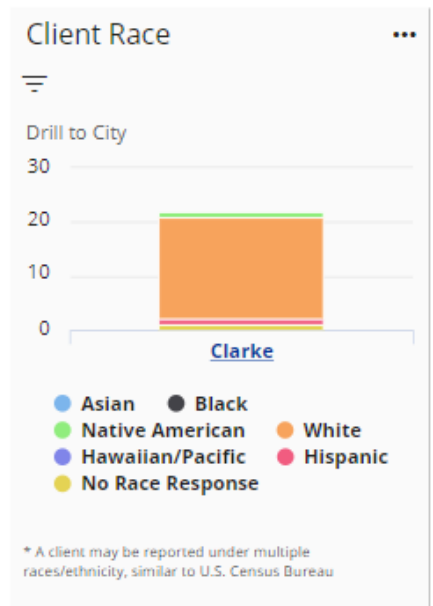 Client Race
Drill to City
30
20
10
0
Clarke
Asian Black
Native American White
Hawaiian/Pacific Hispanic
No Race Response
* A client may be reported under multiple
races/ethnicity, similar to U.S. Census Bureau